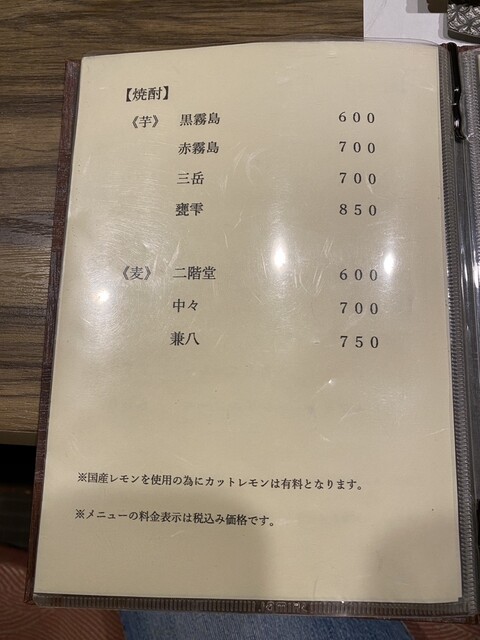 【焼酎】
《芋》 黒霧島 ６００
赤霧島 ７００
三岳 ７００
甕雫 ８５０
《麦》 二階堂 ６００
中々 ７００
兼八 ７５０
※国産レモンを使用の為にカットレモンは有料となります。
※メニューの料金表示は税込み価格です。